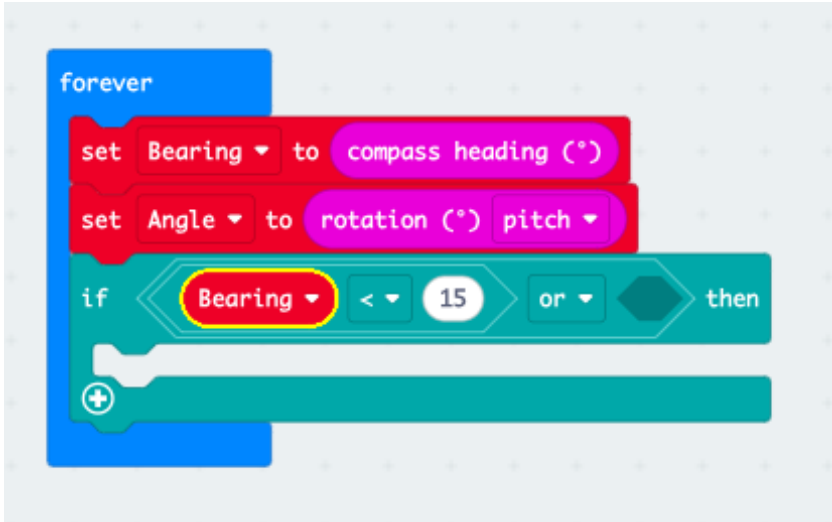 forever
set Bearing to compass heading (°)
set Angle to rotation (°) pitch
if Bearing < 15 or then